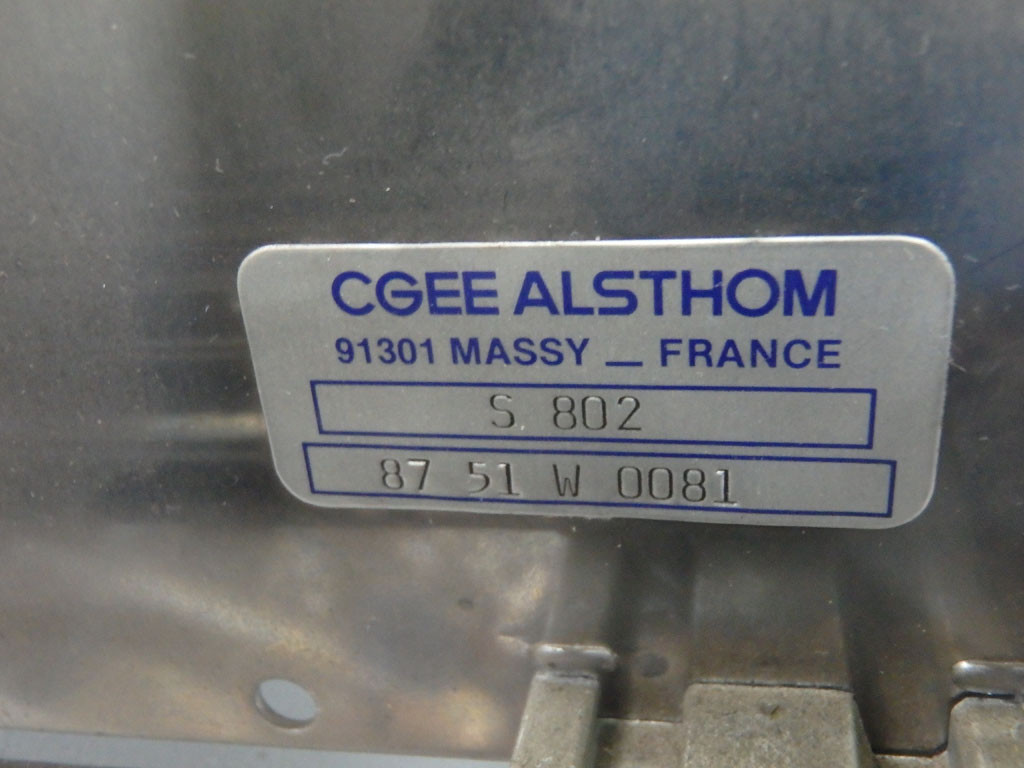 CGEE ALSTHOM
91301 MASSY _ FRANCE
S 802
87 51 W 0081